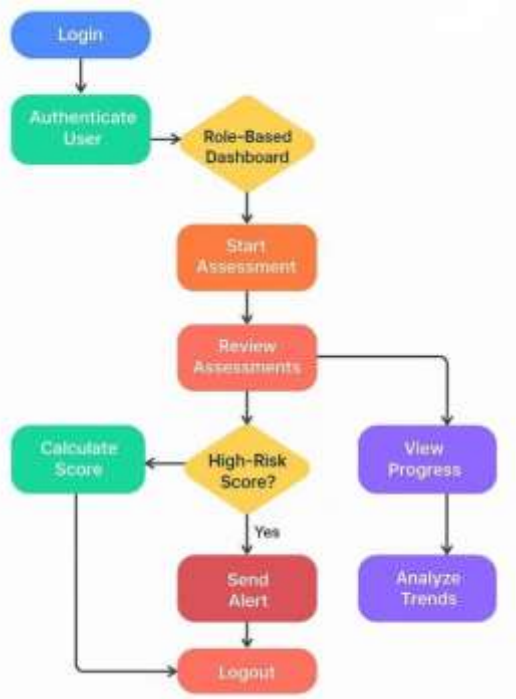 Login
Authenticate
User
Role-Based
Dashboard
Start
Assessment
Review
Assessments
Calculate
Score
High-Risk
Score?
View
Progress
Yes
Send
Alert
Analyze
Trends
Logout